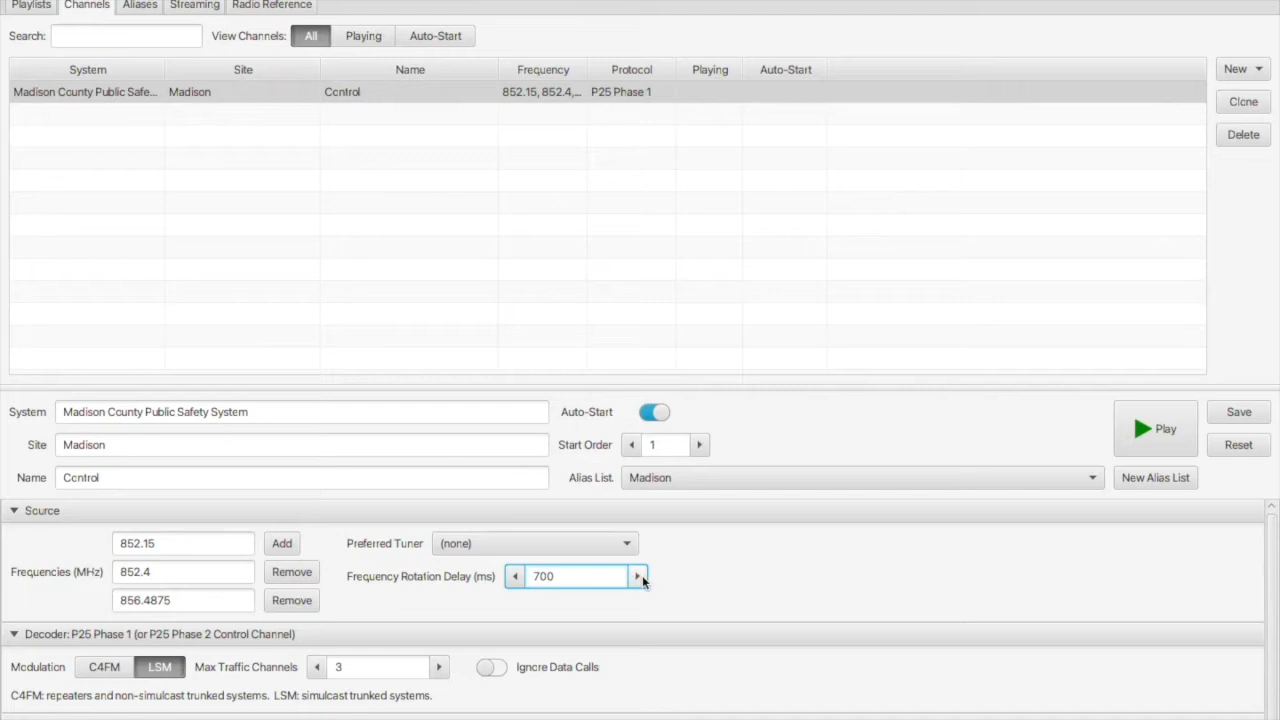 Playlists Channels Aliases Streaming Radio Reference
Search: View Channels: All Playing Auto-Start
System Site Name Frequency Protocol Playing Auto-Start New
Madison County Public Safe... Madison Control 852.15, 852.4,... P25 Phase 1
Clone
Delete
System Madison County Public Safety System Auto-Start Play Save
Site Madison Start Order 1 Reset
Name Control Alias List Madison New Alias List
Source
852.15 Add Preferred Tuner (none)
Frequencies (MHz) 852.4 Remove Frequency Rotation Delay (ms) 700
856.4875 Remove
Decoder: P25 Phase 1 (or P25 Phase 2 Control Channel)
Modulation C4FM LSM Max Traffic Channels 3 Ignore Data Calls
C4FM: repeaters and non-simulcast trunked systems. LSM: simulcast trunked systems.